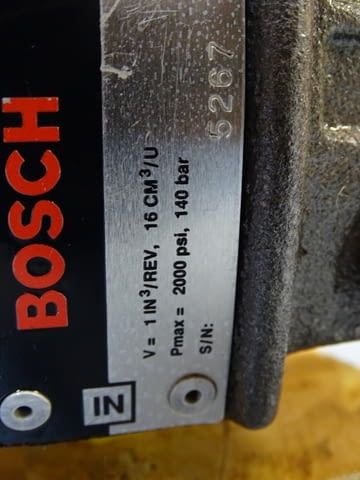 BOSCH
IN
V = 1 IN³/REV, 16 CM³/U
Pmax = 2000 psi, 140 bar
S/N: 5267